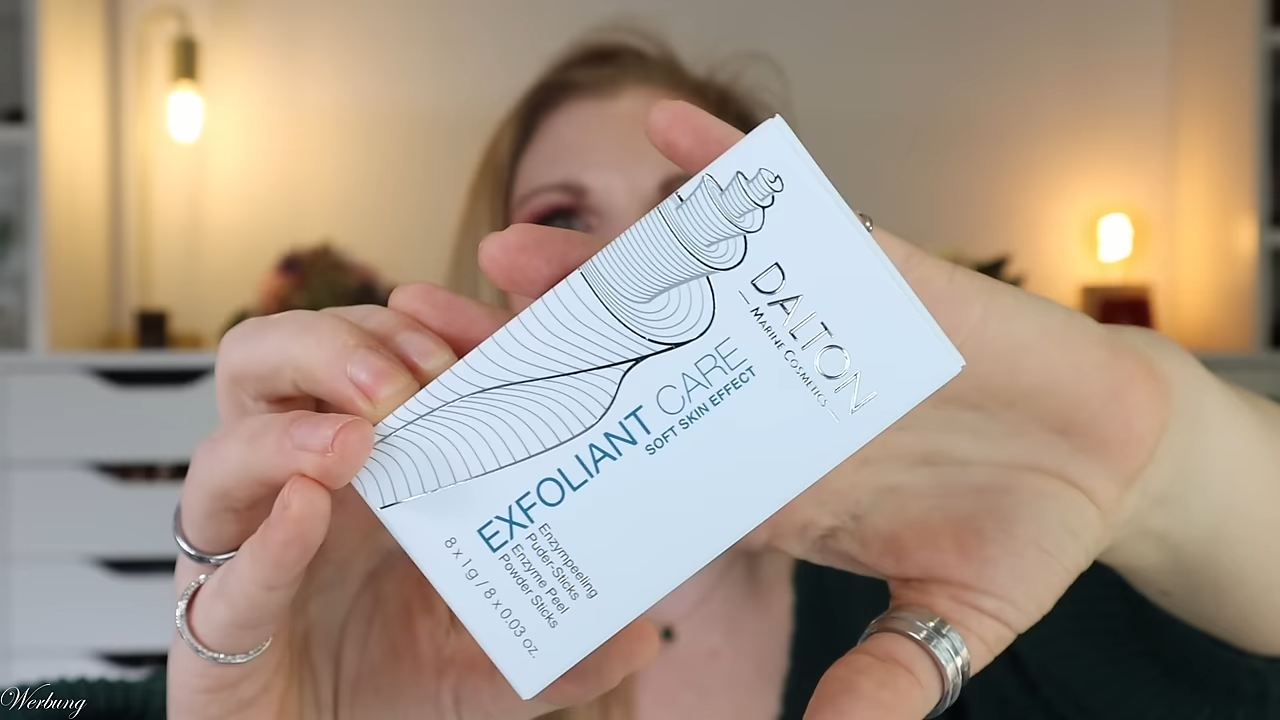 DALTON
— MARINE COSMETICS —
EXFOLIANT CARE
SOFT SKIN EFFECT
Enzympeeling
Puder-Sticks
Enzyme Peel
Powder Sticks
8 x 1 g / 8 x 0.03 oz.
Werbung